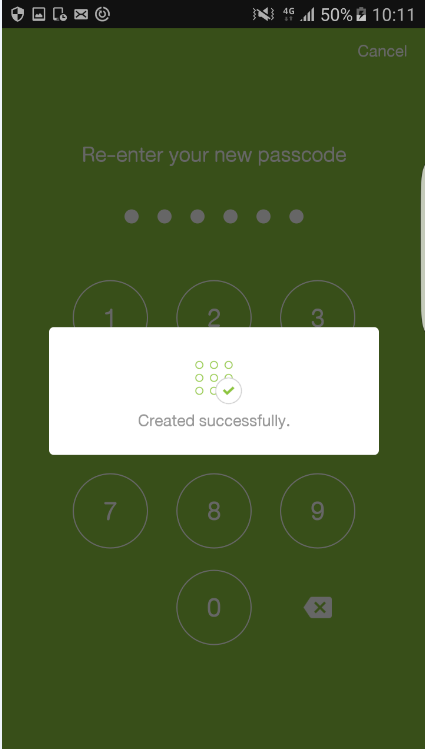 4G 50% 10:11
Cancel
Re-enter your new passcode
1 2 3
Created successfully.
7 8 9
0